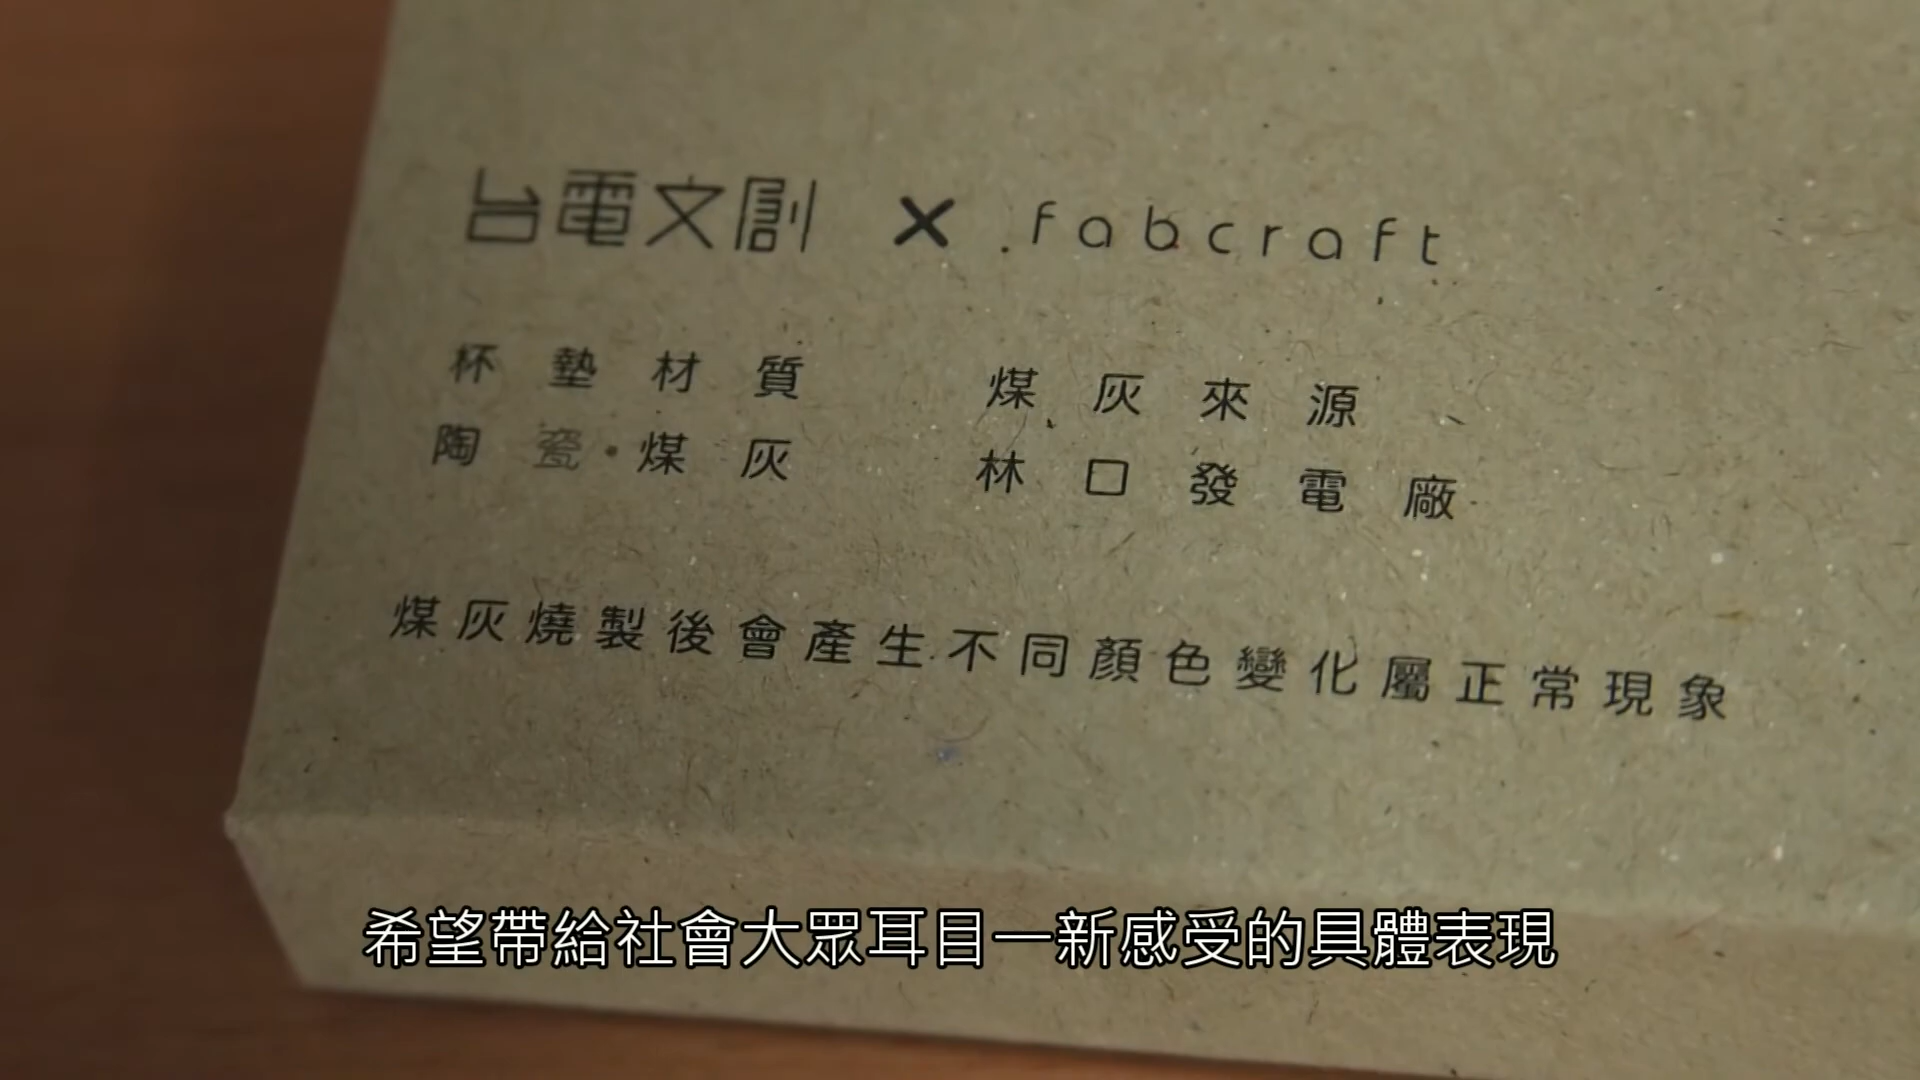 台電文創 × .fabcraft
杯墊材質
陶瓷·煤灰
煤灰來源
林口發電廠
煤灰燒製後會產生不同顏色變化屬正常現象
希望帶給社會大眾耳目一新感受的具體表現